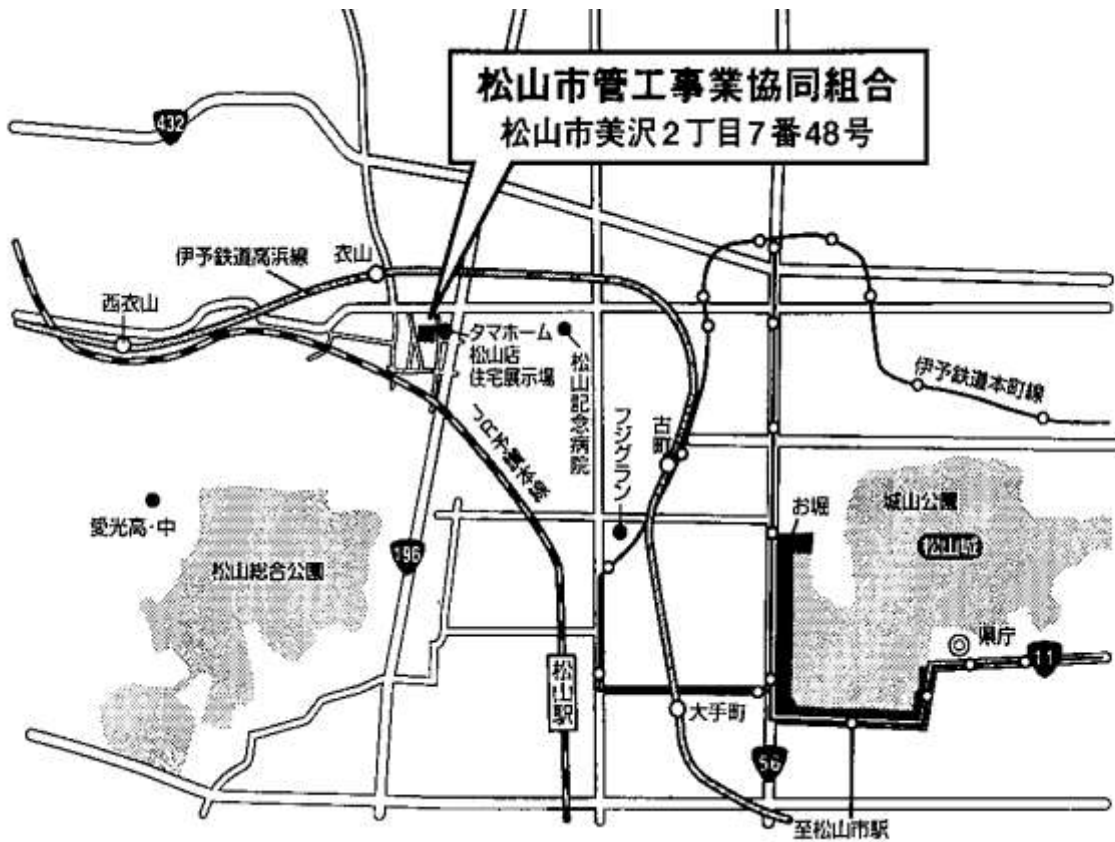 松山市管工事業協同組合
松山市美沢2丁目7番48号
432
伊予鉄道高浜線
衣山
西衣山
タマホーム
松山店
住宅展示場
松山記念病院
フジグラン
古町
伊予鉄道本町線
JR予讃本線
愛光高・中
松山総合公園
196
お堀
城山公園
松山城
県庁
11
松山駅
大手町
56
至松山市駅